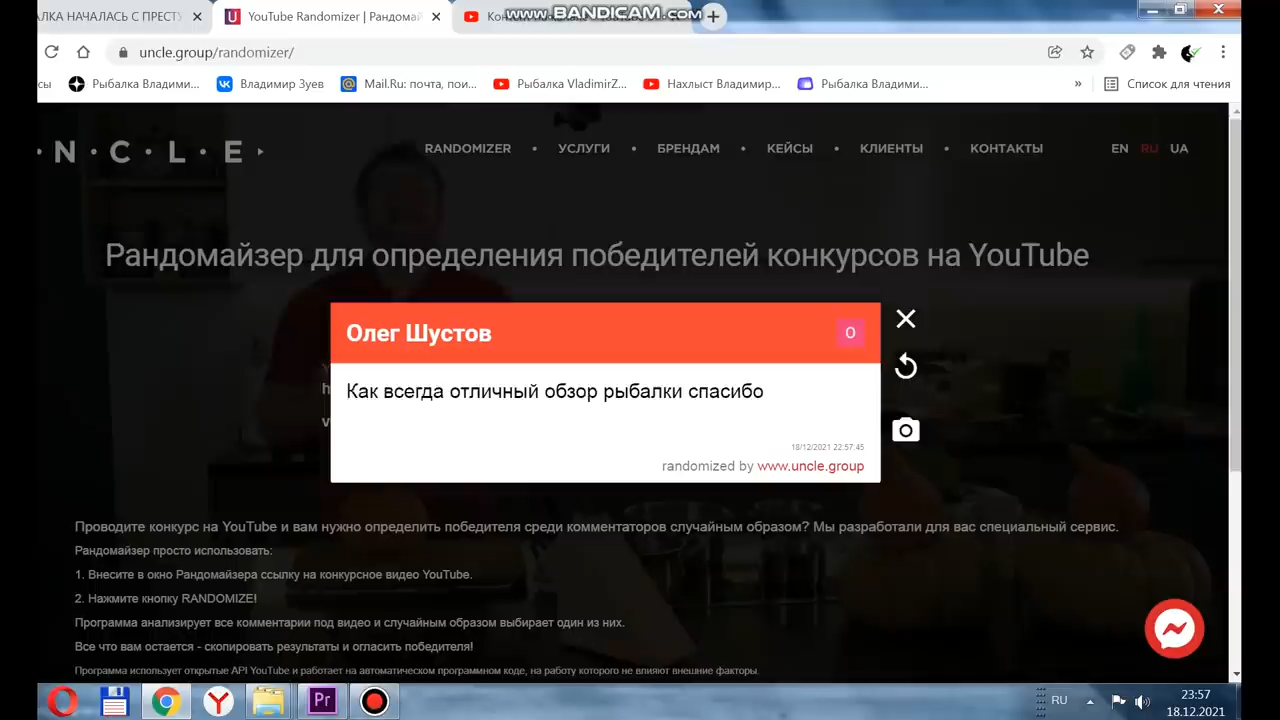 АЛКА НАЧАЛАСЬ С ПРЕСТУ
YouTube Randomizer | Рандомай
www.BANDICAM.com
uncle.group/randomizer/
сы
Рыбалка Владими...
Владимир Зуев
Mail.Ru: почта, пои...
Рыбалка VladimirZ...
Нахлыст Владимир...
Рыбалка Владими...
»
Список для чтения
N · C · L · E
RANDOMIZER • УСЛУГИ • БРЕНДАМ • КЕЙСЫ • КЛИЕНТЫ • КОНТАКТЫ
EN RU UA
Рандомайзер для определения победителей конкурсов на YouTube
Олег Шустов
0
Как всегда отличный обзор рыбалки спасибо
18/12/2021 22:57:45
randomized by www.uncle.group
Проводите конкурс на YouTube и вам нужно определить победителя среди комментаторов случайным образом? Мы разработали для вас специальный сервис.
Рандомайзер просто использовать:
1. Внесите в окно Рандомайзера ссылку на конкурсное видео YouTube.
2. Нажмите кнопку RANDOMIZE!
Программа анализирует все комментарии под видео и случайным образом выбирает один из них.
Все что вам остается - скопировать результаты и огласить победителя!
Программа использует открытые API YouTube и работает на автоматическом программном коде, на работу которого не влияют внешние факторы.
Pr
RU
23:57
18.12.2021